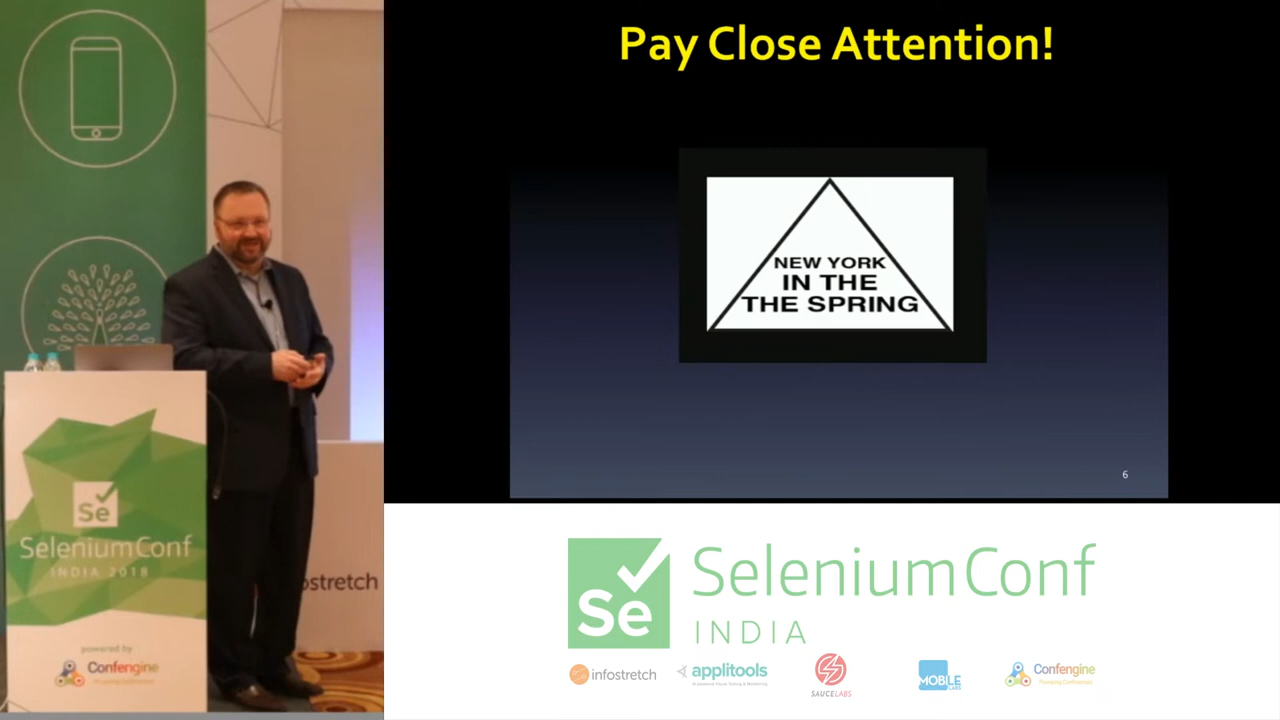 Pay Close Attention!
NEW YORK
IN THE
THE SPRING
6
Se
SeleniumConf
INDIA 2018
powered by
Confengine
ostretch
Se
SeleniumConf
INDIA
infostretch
applitools
SAUCELABS
MOBILE
LABS
Confengine